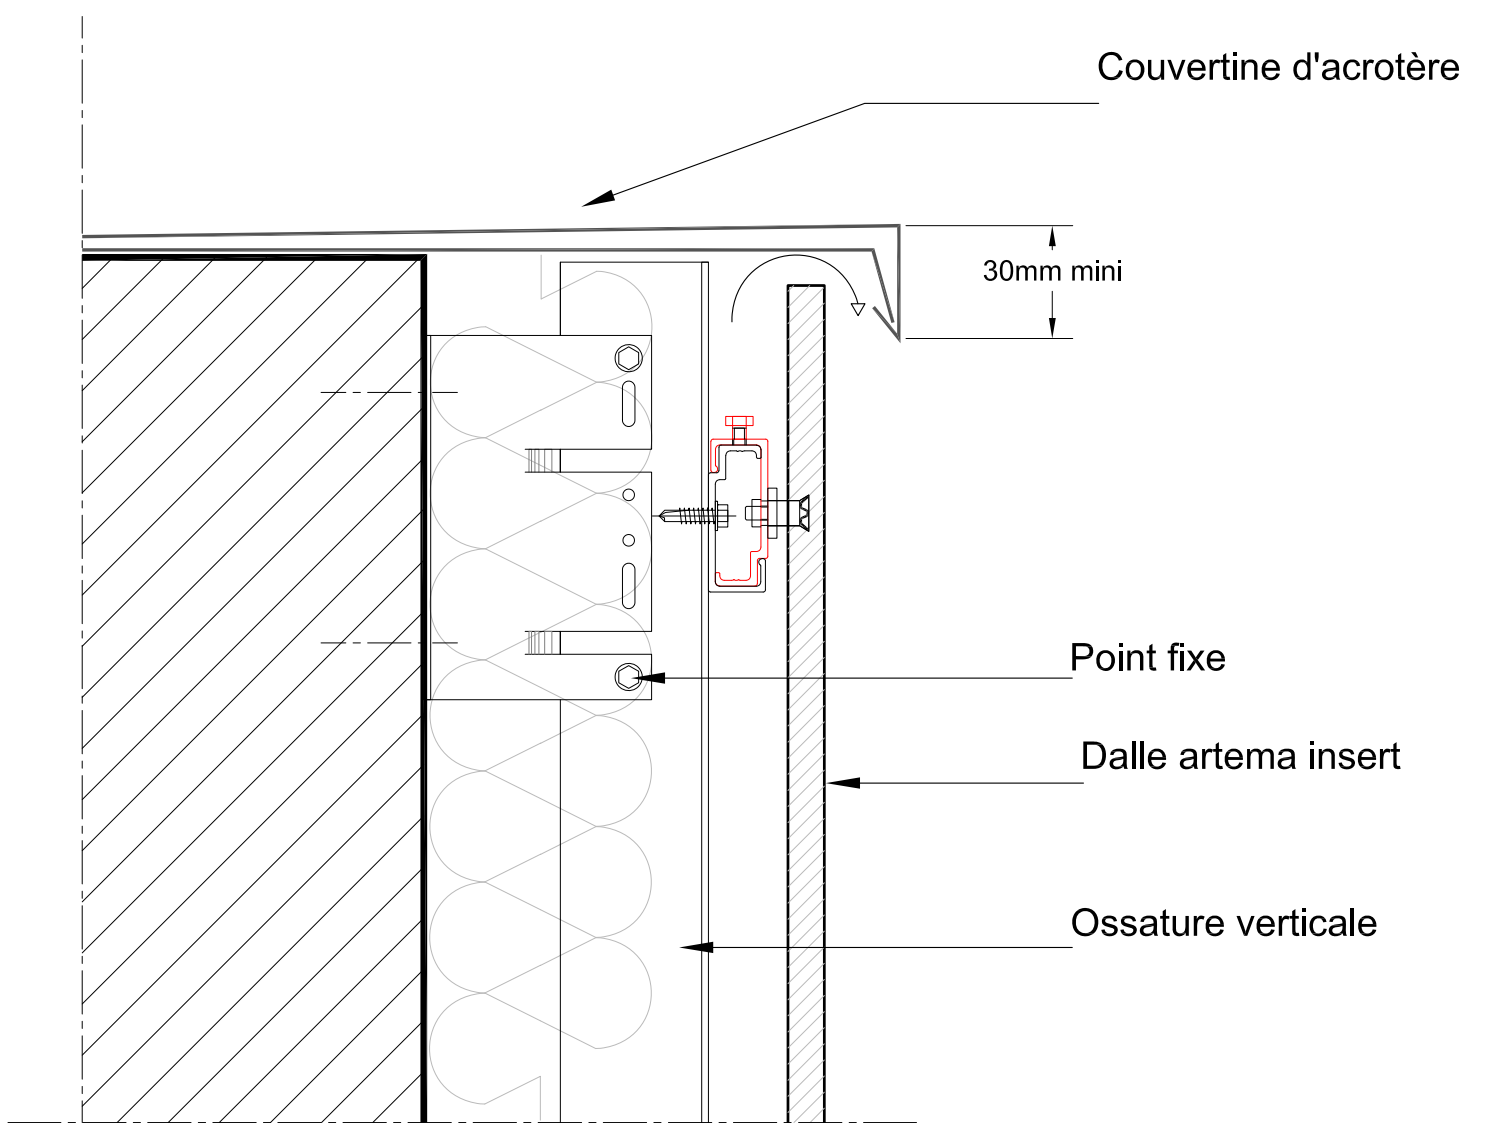 Couvertine d'acrotère
30mm mini
Point fixe
Dalle artema insert
Ossature verticale